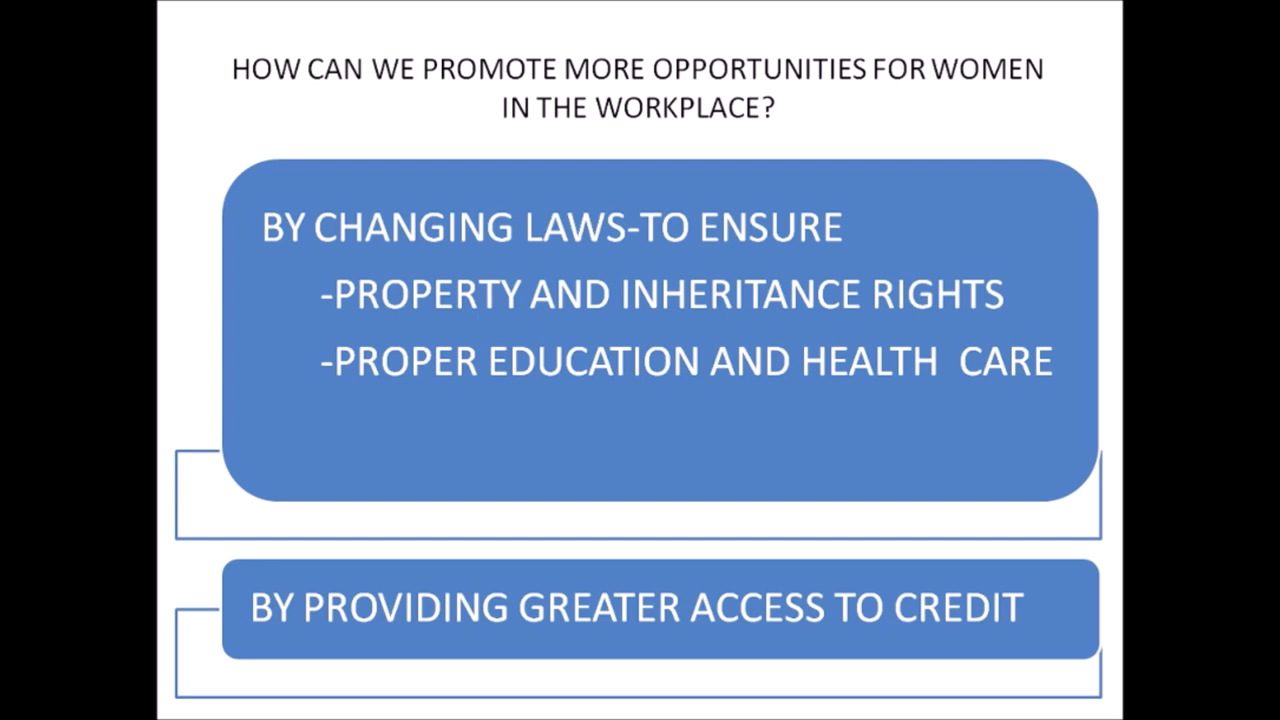 HOW CAN WE PROMOTE MORE OPPORTUNITIES FOR WOMEN
IN THE WORKPLACE?
BY CHANGING LAWS-TO ENSURE
-PROPERTY AND INHERITANCE RIGHTS
-PROPER EDUCATION AND HEALTH  CARE
BY PROVIDING GREATER ACCESS TO CREDIT